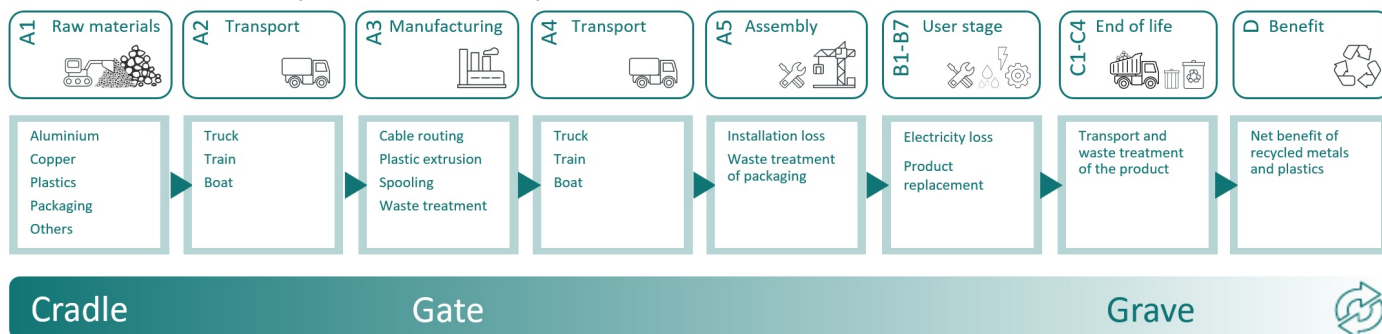 A1 Raw materials
A2 Transport
A3 Manufacturing
A4 Transport
A5 Assembly
B1-B7 User stage
C1-C4 End of life
D Benefit
Aluminium
Copper
Plastics
Packaging
Others
Truck
Train
Boat
Cable routing
Plastic extrusion
Spooling
Waste treatment
Truck
Train
Boat
Installation loss
Waste treatment
of packaging
Electricity loss
Product
replacement
Transport and
waste treatment
of the product
Net benefit of
recycled metals
and plastics
Cradle
Gate
Grave